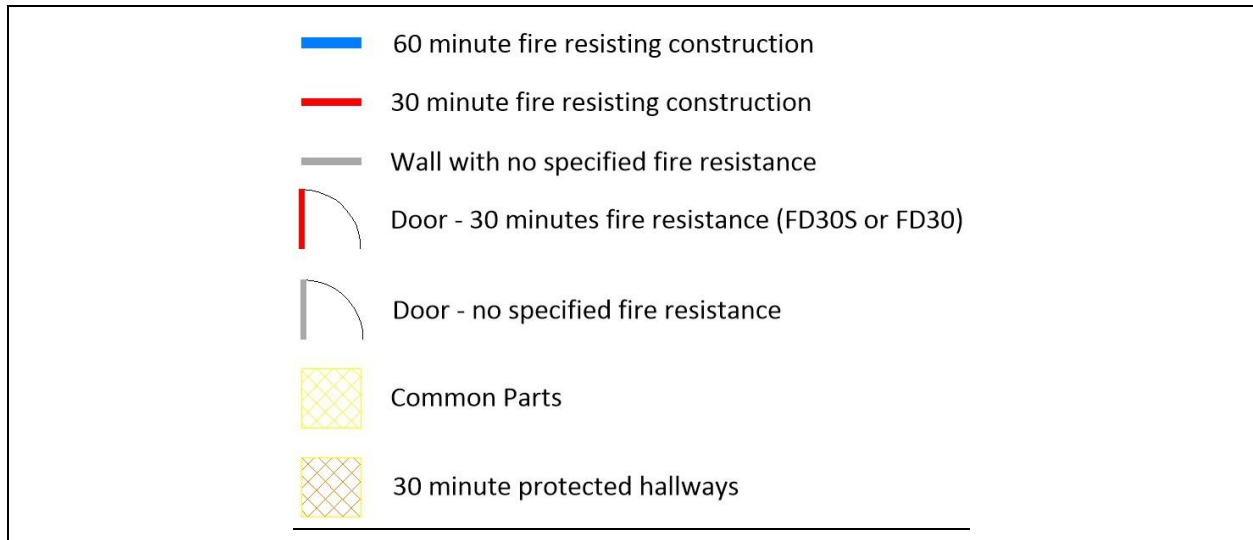 60 minute fire resisting construction
30 minute fire resisting construction
Wall with no specified fire resistance
Door - 30 minutes fire resistance (FD30S or FD30)
Door - no specified fire resistance
Common Parts
30 minute protected hallways